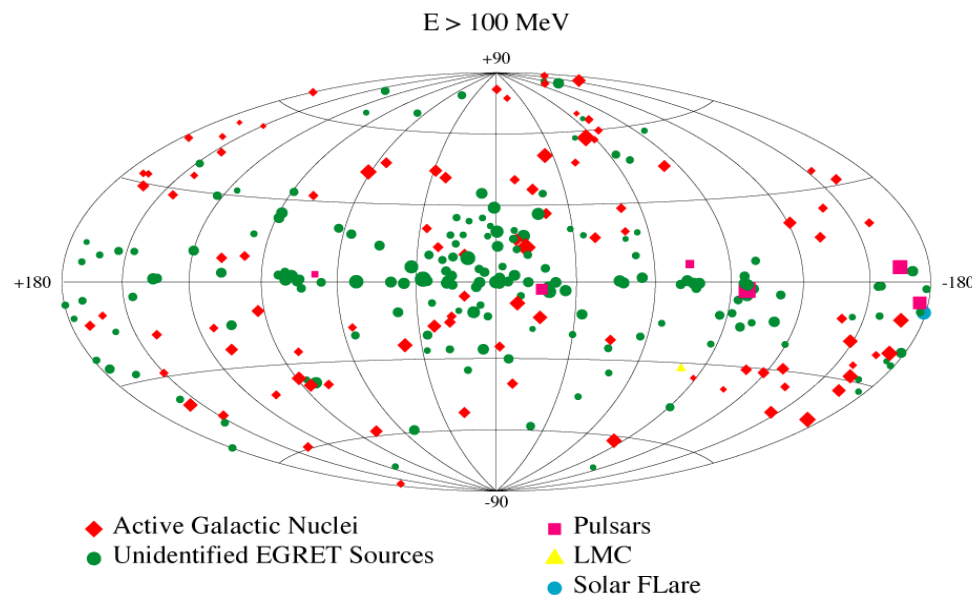 E > 100 MeV
+90
+180
-180
-90
Active Galactic Nuclei
Unidentified EGRET Sources
Pulsars
LMC
Solar FLare